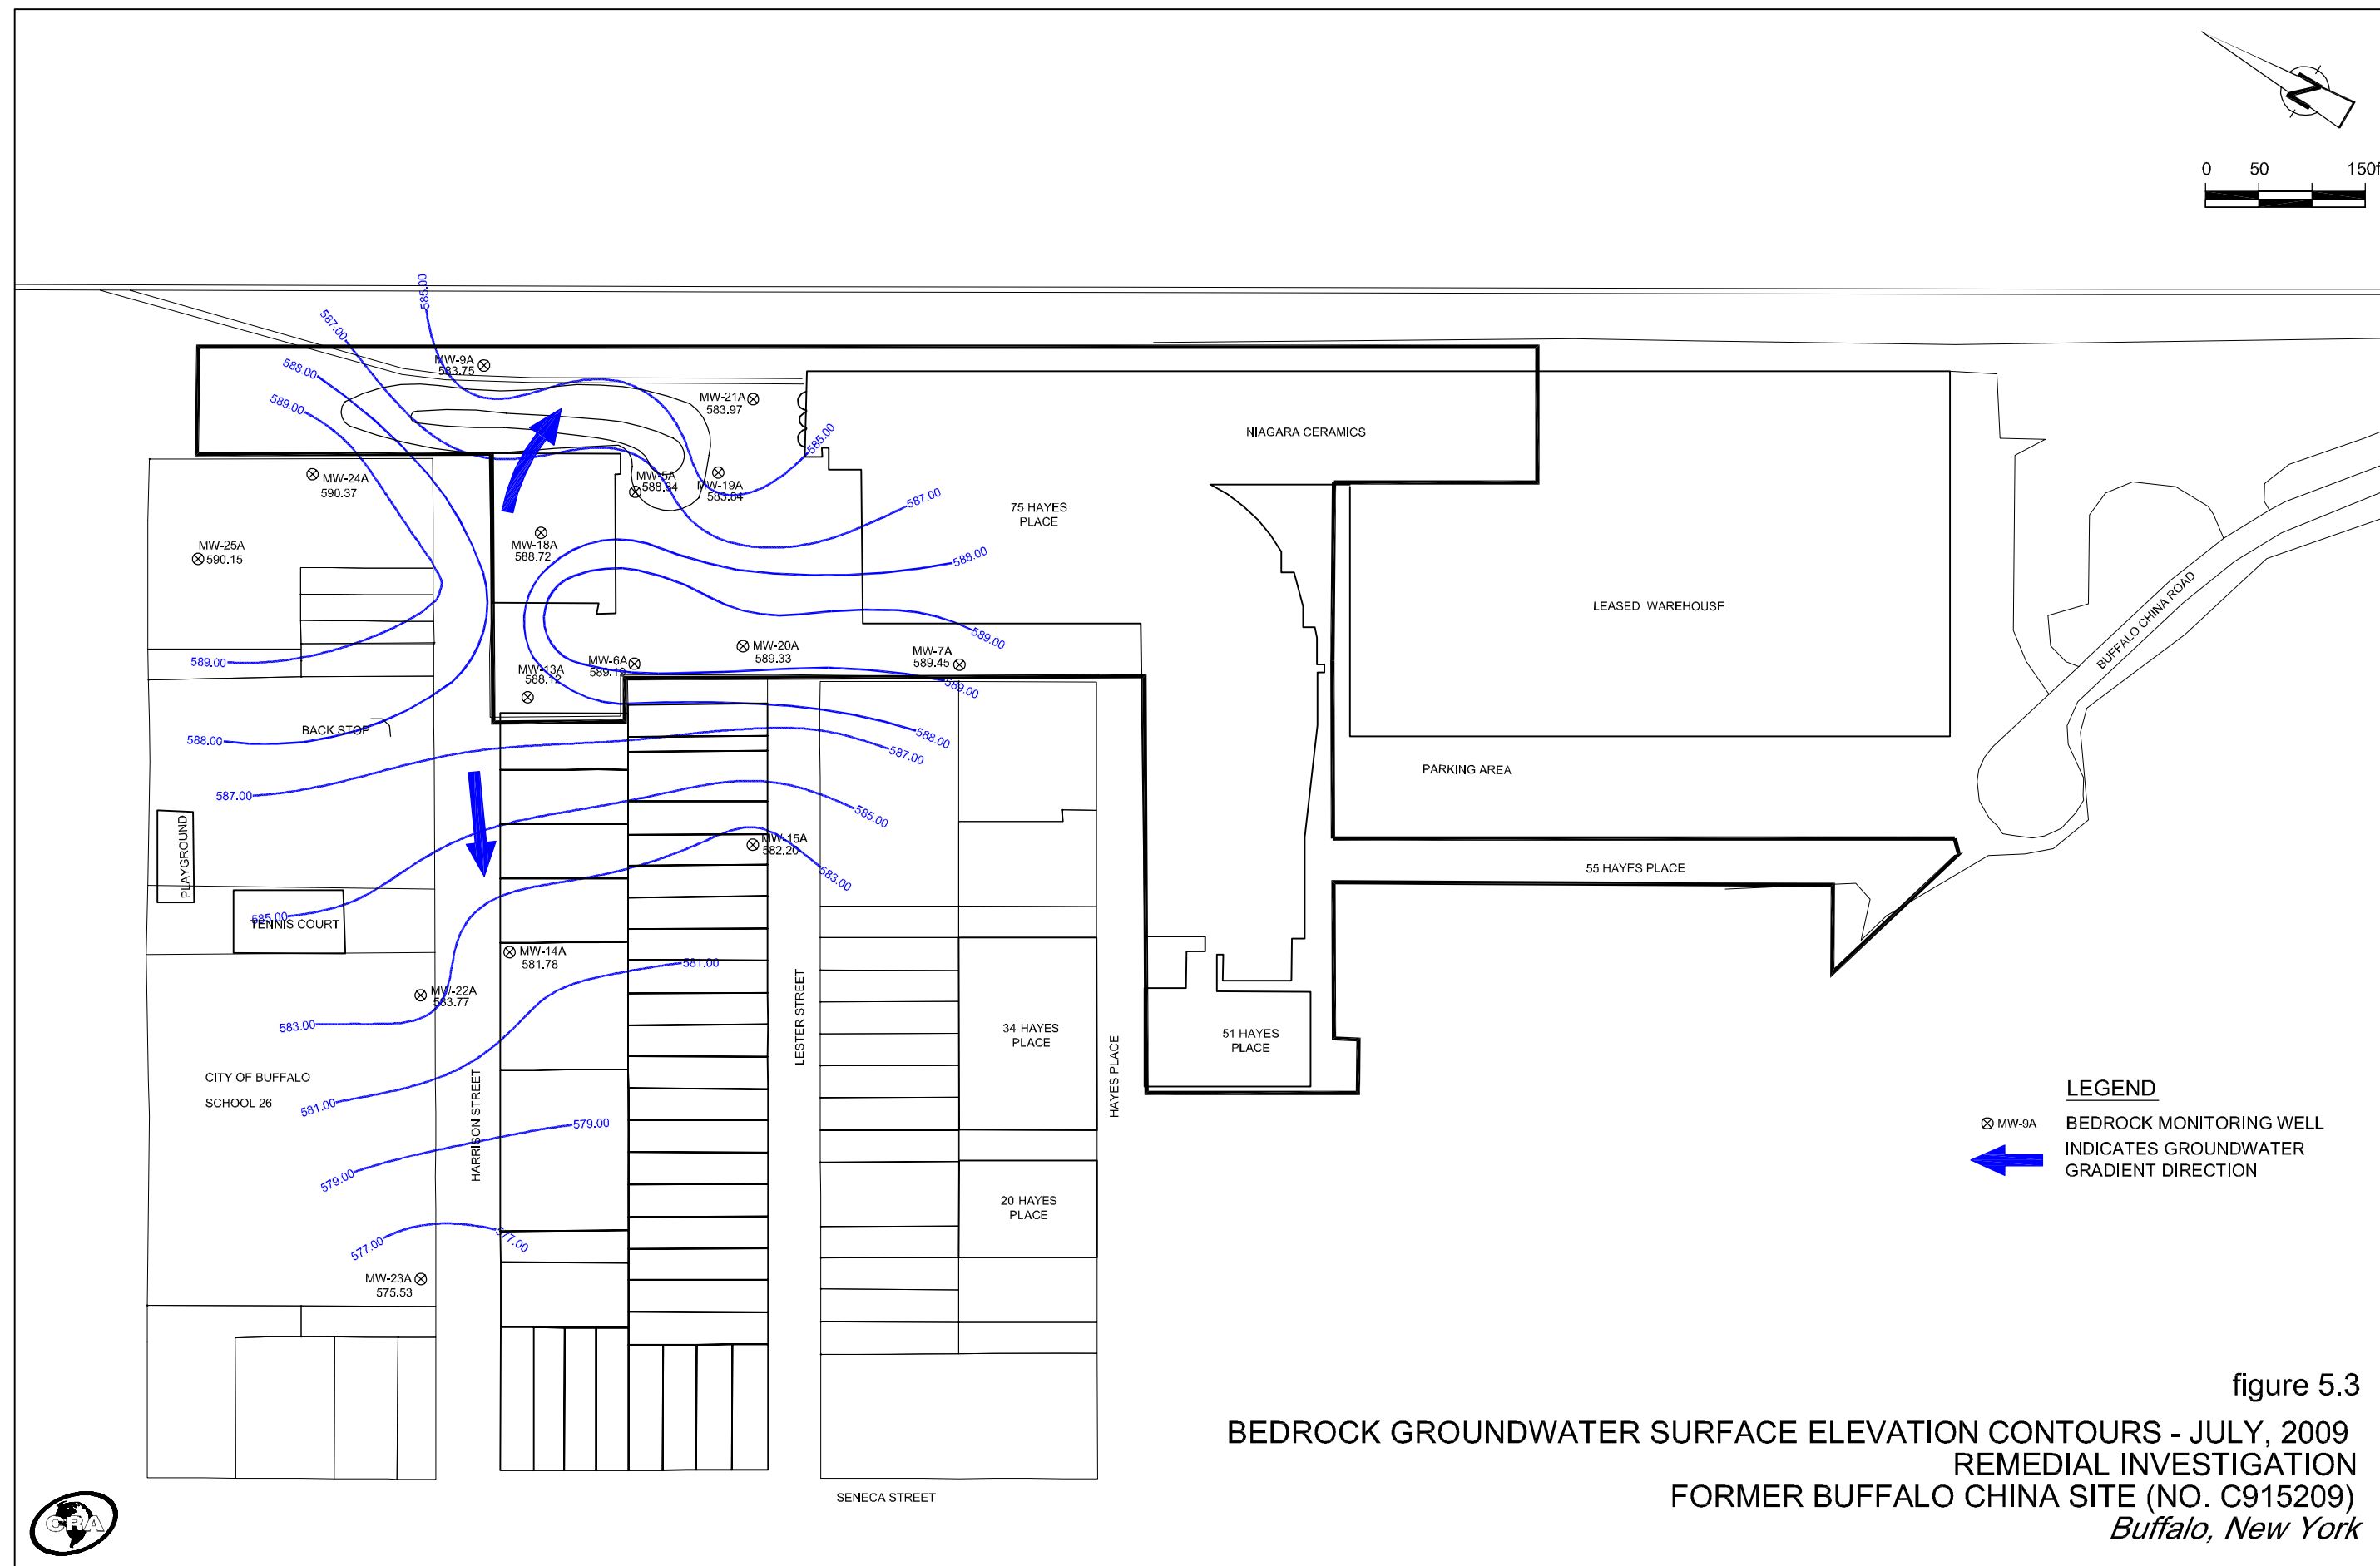 N
0 50 150f
585.00
587.00
588.00
589.00
MW-9A
583.75
MW-21A
583.97
585.00
NIAGARA CERAMICS
MW-24A
590.37
MW-5A
588.84
MW-19A
583.84
587.00
75 HAYES
PLACE
MW-25A
590.15
MW-18A
588.72
588.00
LEASED WAREHOUSE
BUFFALO CHINA ROAD
589.00
589.00
MW-13A
588.12
MW-6A
589.19
MW-20A
589.33
MW-7A
589.45
589.00
BACK STOP
588.00
588.00
587.00
587.00
PARKING AREA
585.00
PLAYGROUND
MW-15A
582.20
583.00
55 HAYES PLACE
585.00
TENNIS COURT
MW-14A
581.78
581.00
MW-22A
583.77
583.00
LESTER STREET
34 HAYES
PLACE
HAYES PLACE
51 HAYES
PLACE
CITY OF BUFFALO
SCHOOL 26
581.00
HARRISON STREET
579.00
579.00
20 HAYES
PLACE
577.00
577.00
MW-23A
575.53
SENECA STREET
LEGEND
MW-9A BEDROCK MONITORING WELL
INDICATES GROUNDWATER
GRADIENT DIRECTION
figure 5.3
BEDROCK GROUNDWATER SURFACE ELEVATION CONTOURS - JULY, 2009
REMEDIAL INVESTIGATION
FORMER BUFFALO CHINA SITE (NO. C915209)
Buffalo, New York
CRA